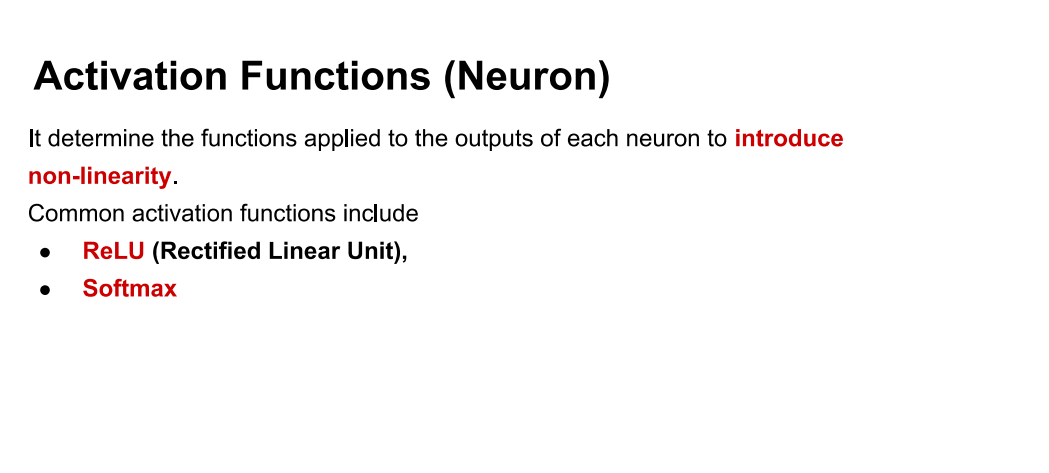 Activation Functions (Neuron)
It determine the functions applied to the outputs of each neuron to introduce
non-linearity.
Common activation functions include
● ReLU (Rectified Linear Unit),
● Softmax